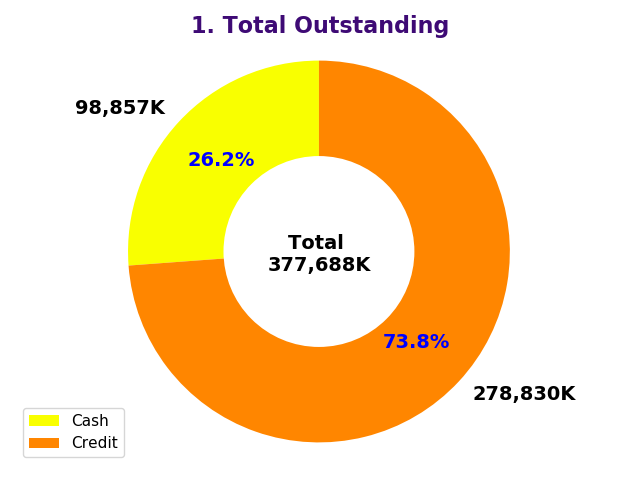 1. Total Outstanding
98,857K
26.2%
Total
377,688K
73.8%
278,830K
Cash
Credit